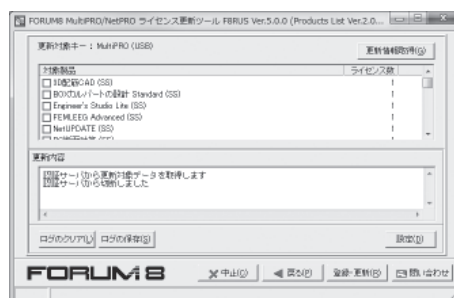 FORUM8 MultiPRO/NetPRO ライセンス更新ツール F8RUS Ver.5.0.0 (Products List Ver.2.0...
更新対象キー : MultiPRO (USB)
更新情報取得(G)
対象製品 ライセンス数
3D配筋CAD (SS) 1
BOXカルバートの設計 Standard (SS) 1
Engineer's Studio Lite (SS) 1
FEMLEEG Advanced (SS) 1
NetUPDATE (SS) 1
更新内容
認証サーバから更新対象データを取得します
認証サーバから切断しました
ログのクリア(L) ログの保存(S) 設定(D)
FORUM8 中止(C) 戻る(P) 登録・更新(R) 問い合わせ